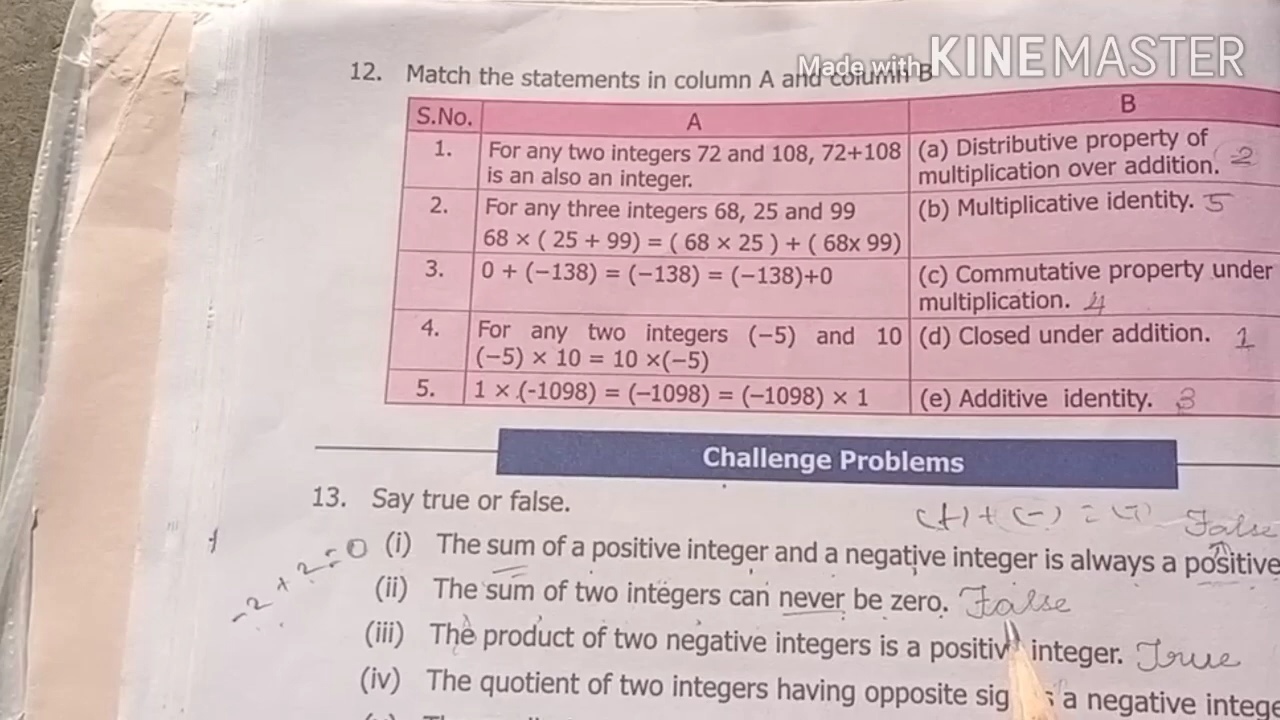 Made with KINEMASTER
12. Match the statements in column A and column B
S.No. A B
1. For any two integers 72 and 108, 72+108 is an also an integer. (a) Distributive property of multiplication over addition. 2
2. For any three integers 68, 25 and 99 68 × ( 25 + 99) = ( 68 × 25 ) + ( 68x 99) (b) Multiplicative identity. 5
3. 0 + (−138) = (−138) = (−138)+0 (c) Commutative property under multiplication. 4
4. For any two integers (−5) and 10 (−5) × 10 = 10 ×(−5) (d) Closed under addition. 1
5. 1 × (-1098) = (−1098) = (−1098) × 1 (e) Additive identity. 3
Challenge Problems
13. Say true or false.
(+) + (-) = False
-2 + 2 = 0
(i) The sum of a positive integer and a negative integer is always a positive
(ii) The sum of two integers can never be zero. False
(iii) The product of two negative integers is a positiv integer. True
(iv) The quotient of two integers having opposite sig a negative intege